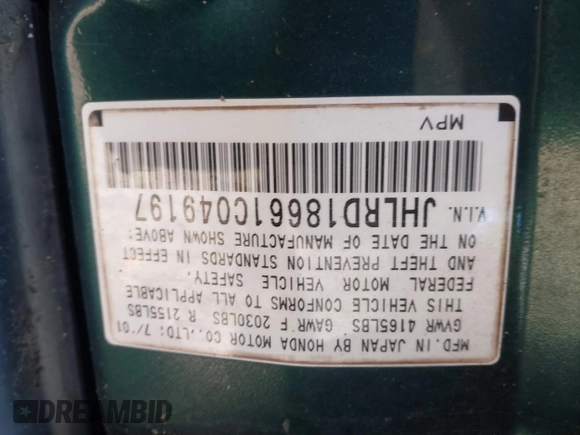 MFD.IN JAPAN BY HONDA MOTOR CO.,LTD: 7/'01
GVWR 4165LBS GAWR F 2030LBS R 2155LBS
THIS VEHICLE CONFORMS TO ALL APPLICABLE
FEDERAL MOTOR VEHICLE SAFETY,
AND THEFT PREVENTION STANDARDS IN EFFECT
ON THE DATE OF MANUFACTURE SHOWN ABOVE:
V.I.N. JHLRD18661C049197
MPV
DREAMBID